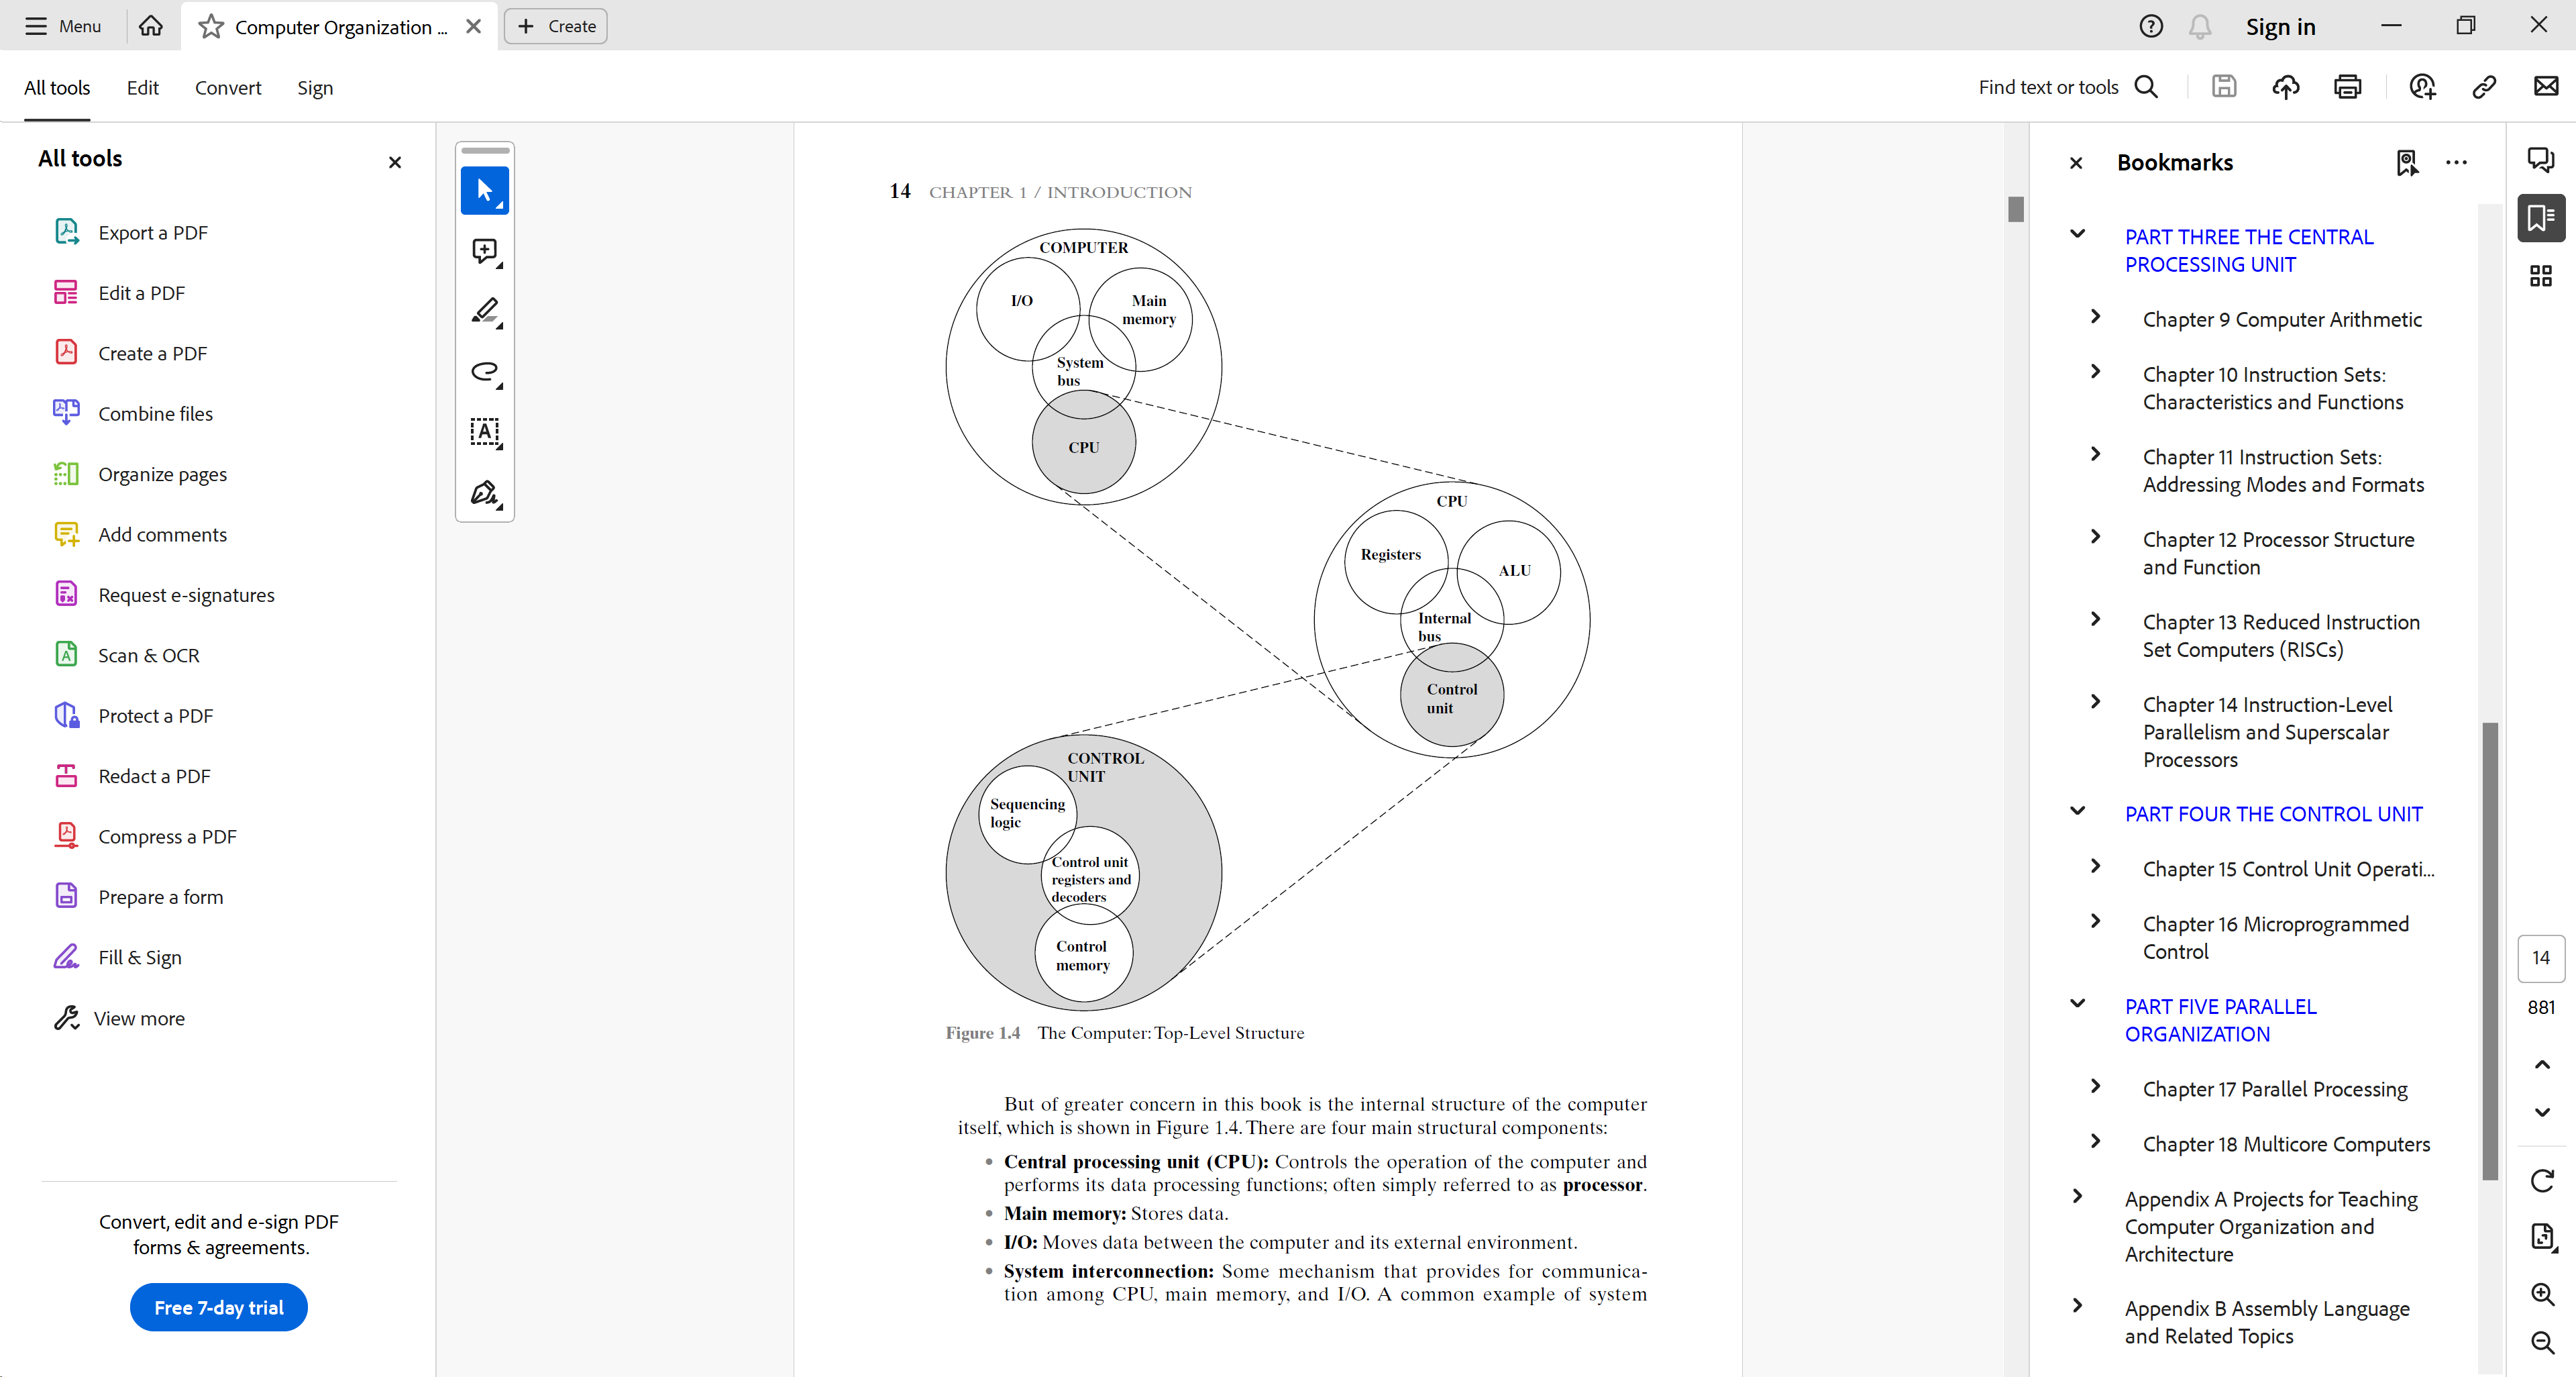 Menu
Computer Organization ...
Create
Sign in
All tools
Edit
Convert
Sign
Find text or tools
All tools
Export a PDF
Edit a PDF
Create a PDF
Combine files
Organize pages
Add comments
Request e-signatures
Scan & OCR
Protect a PDF
Redact a PDF
Compress a PDF
Prepare a form
Fill & Sign
View more
Convert, edit and e-sign PDF
forms & agreements.
Free 7-day trial
14 CHAPTER 1 / INTRODUCTION
COMPUTER
I/O
Main
memory
System
bus
CPU
CPU
Registers
ALU
Internal
bus
Control
unit
CONTROL
UNIT
Sequencing
logic
Control unit
registers and
decoders
Control
memory
Figure 1.4 The Computer: Top-Level Structure
But of greater concern in this book is the internal structure of the computer
itself, which is shown in Figure 1.4. There are four main structural components:
• Central processing unit (CPU): Controls the operation of the computer and
performs its data processing functions; often simply referred to as processor.
• Main memory: Stores data.
• I/O: Moves data between the computer and its external environment.
• System interconnection: Some mechanism that provides for communica-
tion among CPU, main memory, and I/O. A common example of system
Bookmarks
PART THREE THE CENTRAL
PROCESSING UNIT
Chapter 9 Computer Arithmetic
Chapter 10 Instruction Sets:
Characteristics and Functions
Chapter 11 Instruction Sets:
Addressing Modes and Formats
Chapter 12 Processor Structure
and Function
Chapter 13 Reduced Instruction
Set Computers (RISCs)
Chapter 14 Instruction-Level
Parallelism and Superscalar
Processors
PART FOUR THE CONTROL UNIT
Chapter 15 Control Unit Operati...
Chapter 16 Microprogrammed
Control
PART FIVE PARALLEL
ORGANIZATION
Chapter 17 Parallel Processing
Chapter 18 Multicore Computers
Appendix A Projects for Teaching
Computer Organization and
Architecture
Appendix B Assembly Language
and Related Topics
14
881